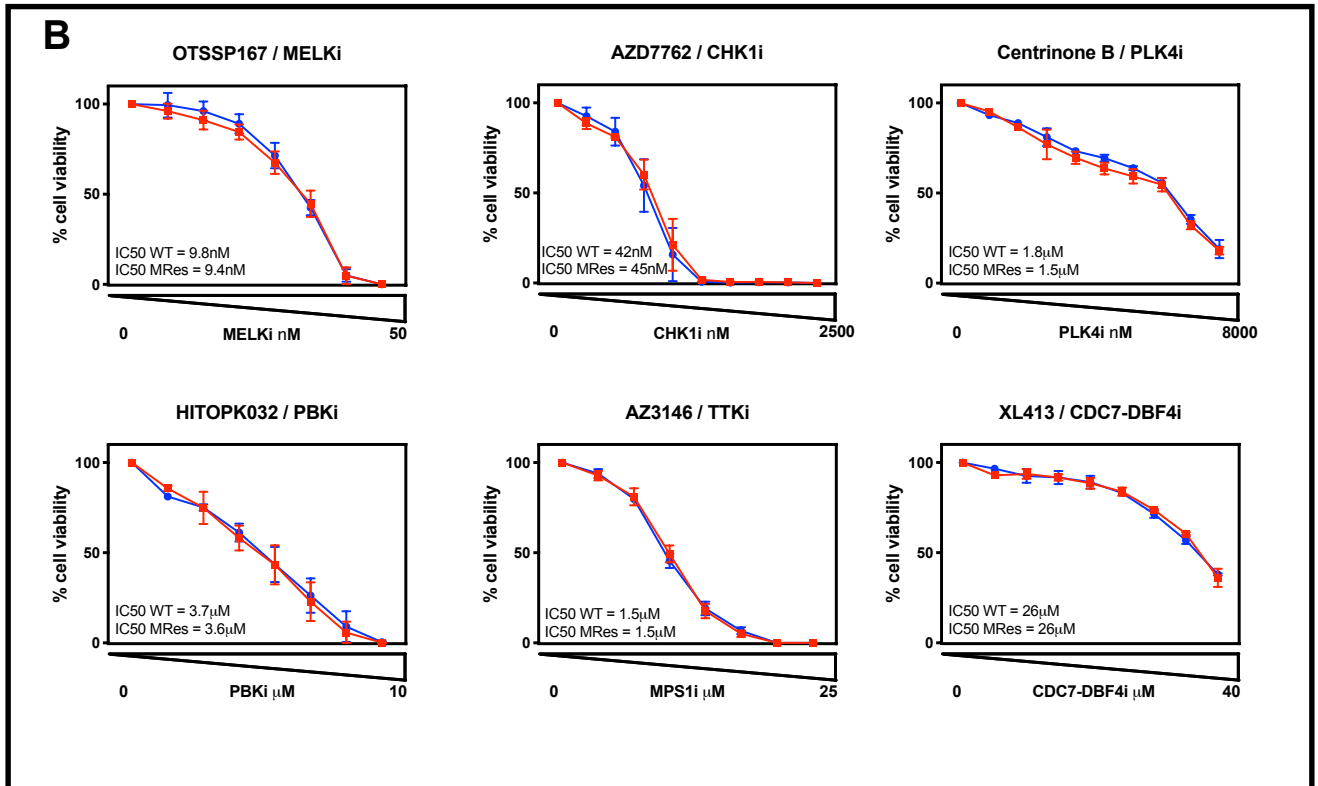 B
OTSSP167 / MELKi
% cell viability
100
50
0
IC50 WT = 9.8nM
IC50 MRes = 9.4nM
0
MELKi nM
50
AZD7762 / CHK1i
% cell viability
100
50
0
IC50 WT = 42nM
IC50 MRes = 45nM
0
CHK1i nM
2500
Centrinone B / PLK4i
% cell viability
100
50
0
IC50 WT = 1.8μM
IC50 MRes = 1.5μM
0
PLK4i nM
8000
HITOPK032 / PBKi
% cell viability
100
50
0
IC50 WT = 3.7μM
IC50 MRes = 3.6μM
0
PBKi μM
10
AZ3146 / TTKi
% cell viability
100
50
0
IC50 WT = 1.5μM
IC50 MRes = 1.5μM
0
MPS1i μM
25
XL413 / CDC7-DBF4i
% cell viability
100
50
0
IC50 WT = 26μM
IC50 MRes = 26μM
0
CDC7-DBF4i μM
40